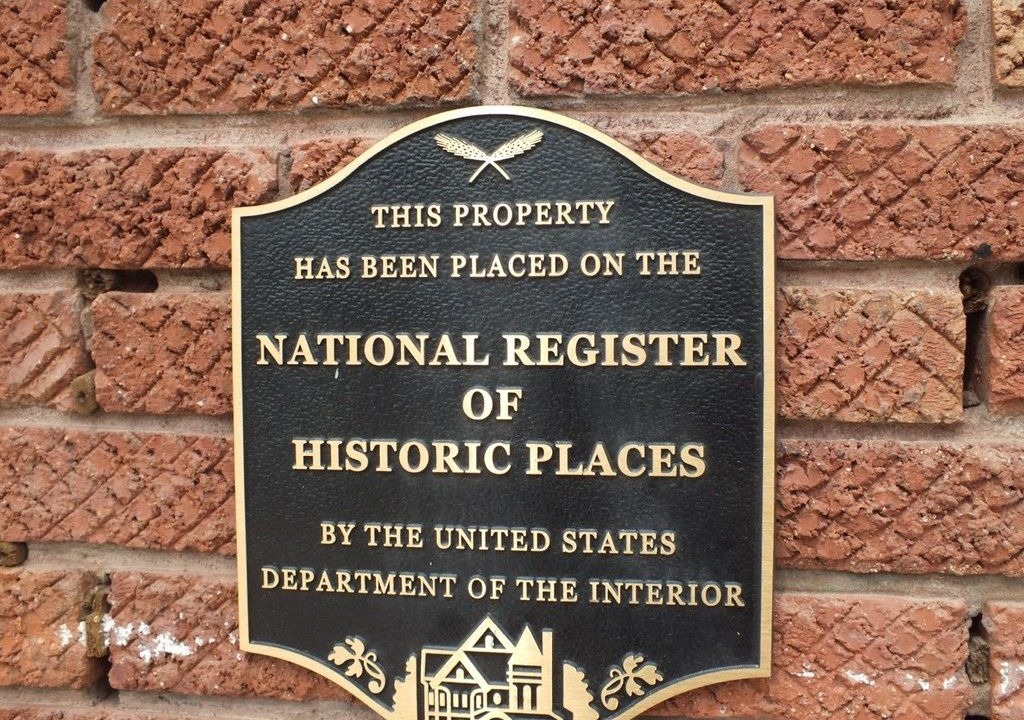 THIS PROPERTY
HAS BEEN PLACED ON THE
NATIONAL REGISTER
OF
HISTORIC PLACES
BY THE UNITED STATES
DEPARTMENT OF THE INTERIOR